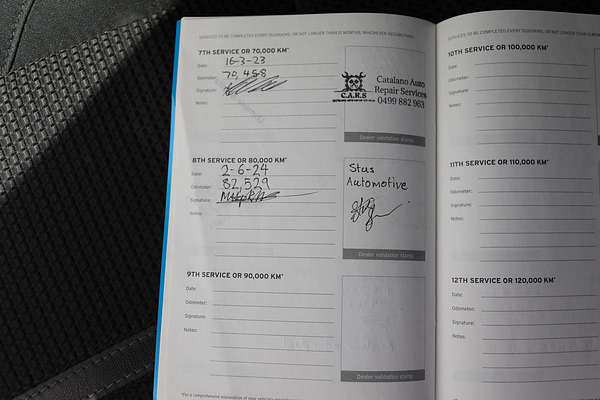 7TH SERVICE OR 70,000 KM*
Date: 16-3-23
Odometer: 70,458
Signature:
Notes:
C.A.R.S
Catalano Auto
Repair Services
0499 882 963
Dealer validation stamp
8TH SERVICE OR 80,000 KM*
Date: 2-6-24
Odometer: 82,529
Signature:
Notes:
Stus
Automotive
Dealer validation stamp
9TH SERVICE OR 90,000 KM*
Date:
Odometer:
Signature:
Notes:
Dealer validation stamp
10TH SERVICE OR 100,000 KM*
Date:
Odometer:
Signature:
Notes:
11TH SERVICE OR 110,000 KM*
Date:
Odometer:
Signature:
Notes:
12TH SERVICE OR 120,000 KM*
Date:
Odometer:
Signature:
Notes: